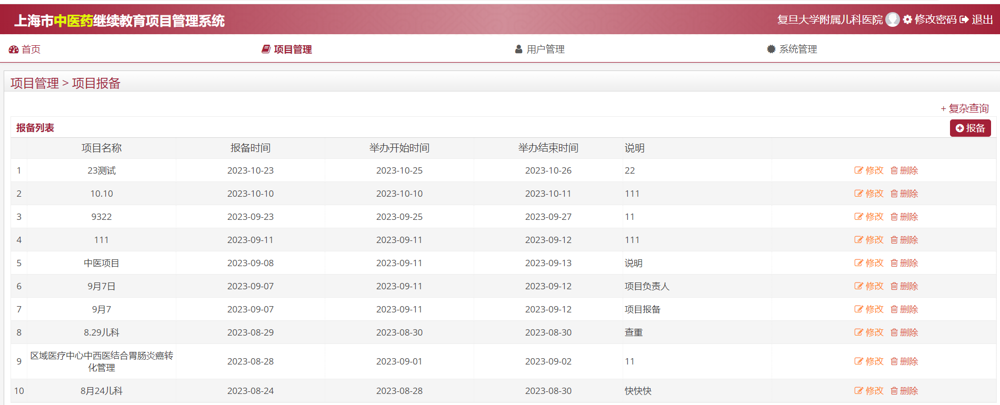 上海市中医药继续教育项目管理系统 复旦大学附属儿科医院 修改密码 退出
首页 项目管理 用户管理 系统管理
项目管理 > 项目报备
+ 复杂查询
报备列表 报备
项目名称 报备时间 举办开始时间 举办结束时间 说明
1 23测试 2023-10-23 2023-10-25 2023-10-26 22 修改 删除
2 10.10 2023-10-10 2023-10-10 2023-10-11 111 修改 删除
3 9322 2023-09-23 2023-09-25 2023-09-27 11 修改 删除
4 111 2023-09-11 2023-09-11 2023-09-12 111 修改 删除
5 中医项目 2023-09-08 2023-09-11 2023-09-13 说明 修改 删除
6 9月7日 2023-09-07 2023-09-11 2023-09-12 项目负责人 修改 删除
7 9月7 2023-09-07 2023-09-11 2023-09-12 项目报备 修改 删除
8 8.29儿科 2023-08-29 2023-08-30 2023-08-30 查重 修改 删除
9 区域医疗中心中西医结合胃肠炎癌转 2023-08-28 2023-09-01 2023-09-02 11 修改 删除
化管理
10 8月24儿科 2023-08-24 2023-08-28 2023-08-30 快快快 修改 删除